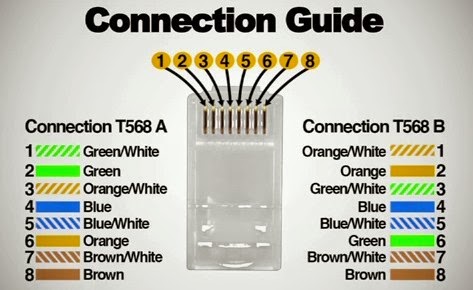 Connection Guide
1 2 3 4 5 6 7 8
Connection T568 A
1 Green/White
2 Green
3 Orange/White
4 Blue
5 Blue/White
6 Orange
7 Brown/White
8 Brown
Connection T568 B
Orange/White 1
Orange 2
Green/White 3
Blue 4
Blue/White 5
Green 6
Brown/White 7
Brown 8